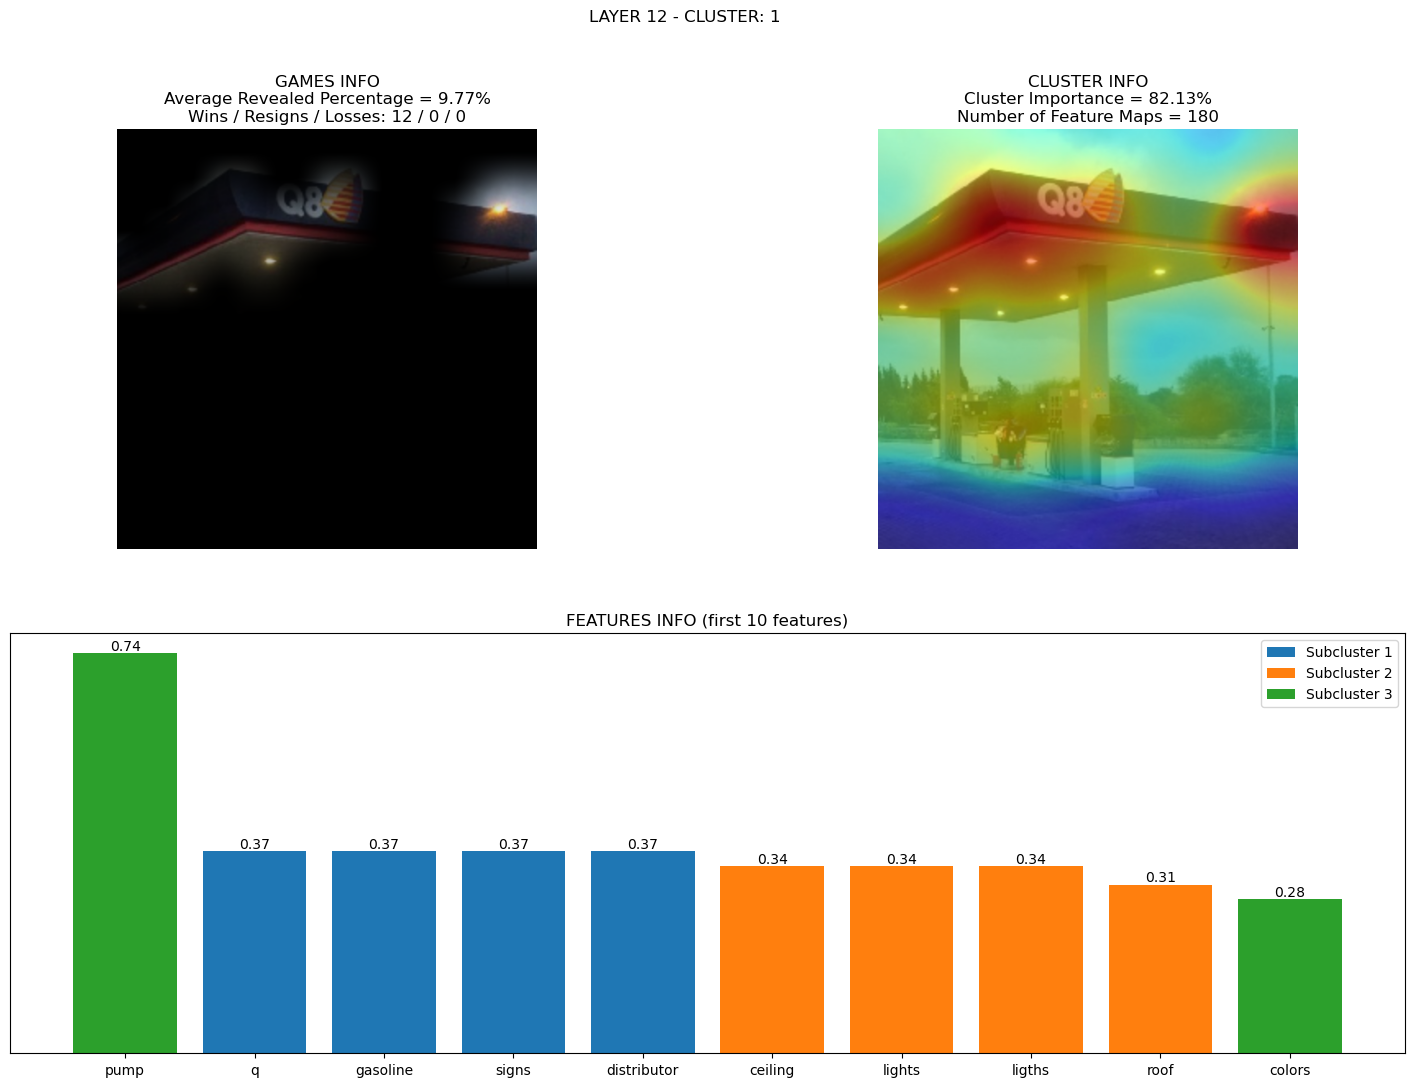 LAYER 12 - CLUSTER: 1
GAMES INFO
Average Revealed Percentage = 9.77%
Wins / Resigns / Losses: 12 / 0 / 0
Q8
CLUSTER INFO
Cluster Importance = 82.13%
Number of Feature Maps = 180
Q8
FEATURES INFO (first 10 features)
Subcluster 1
Subcluster 2
Subcluster 3
0.74
0.37
0.37
0.37
0.37
0.34
0.34
0.34
0.31
0.28
pump
q
gasoline
signs
distributor
ceiling
lights
ligths
roof
colors